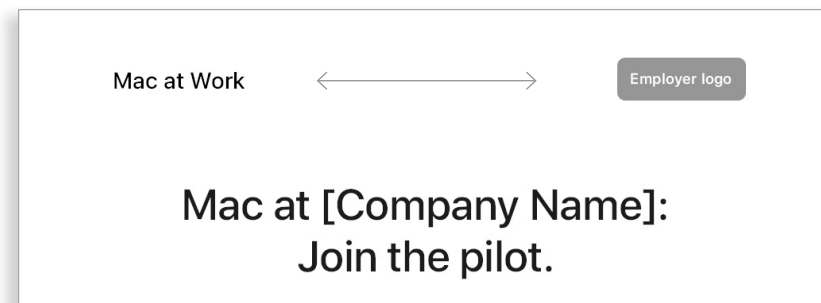 Mac at Work
Employer logo
Mac at [Company Name]:
Join the pilot.